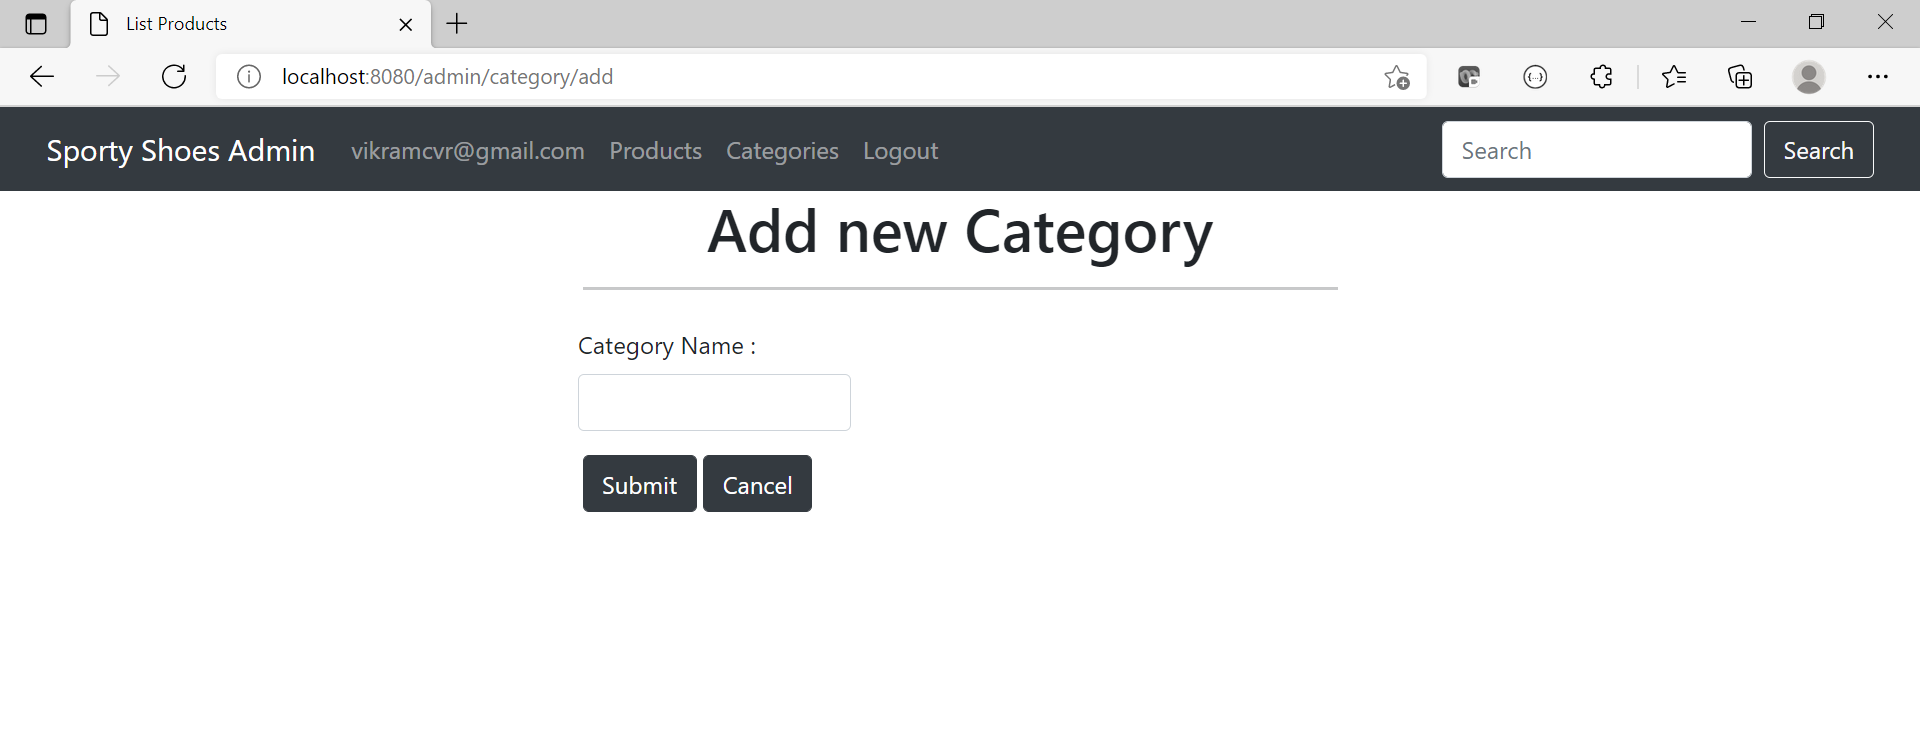 List Products
localhost:8080/admin/category/add
Sporty Shoes Admin vikramcvr@gmail.com Products Categories Logout Search Search
Add new Category
Category Name :
Submit Cancel